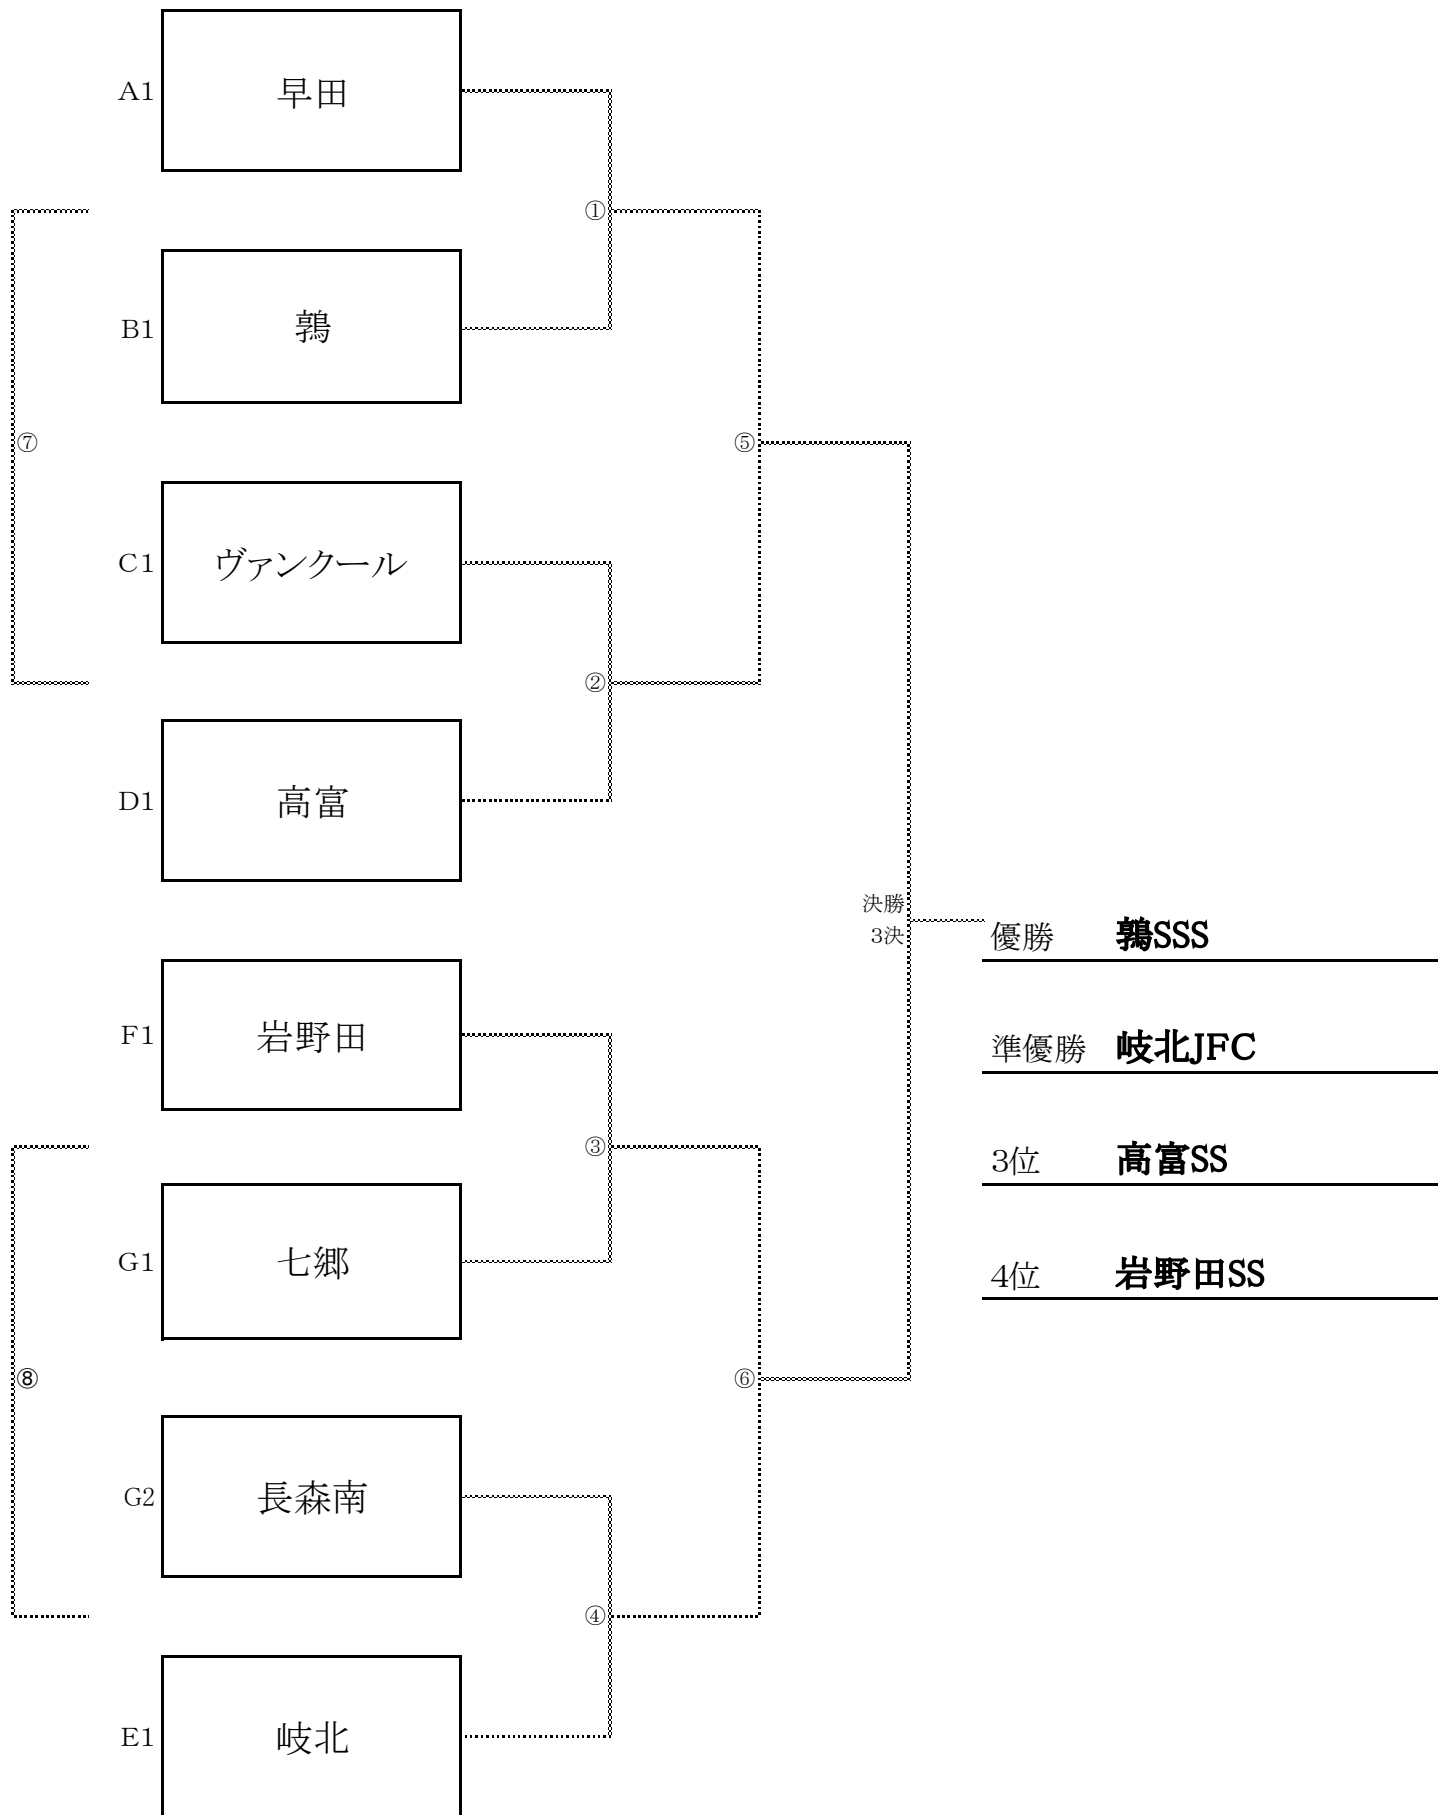 A1 早田
①
B1 鶉
⑦
⑤
C1 ヴァンクール
②
D1 高富
決勝
3決
優勝 鶉SSS
準優勝 岐北JFC
3位 高富SS
4位 岩野田SS
F1 岩野田
③
G1 七郷
⑧
⑥
G2 長森南
④
E1 岐北